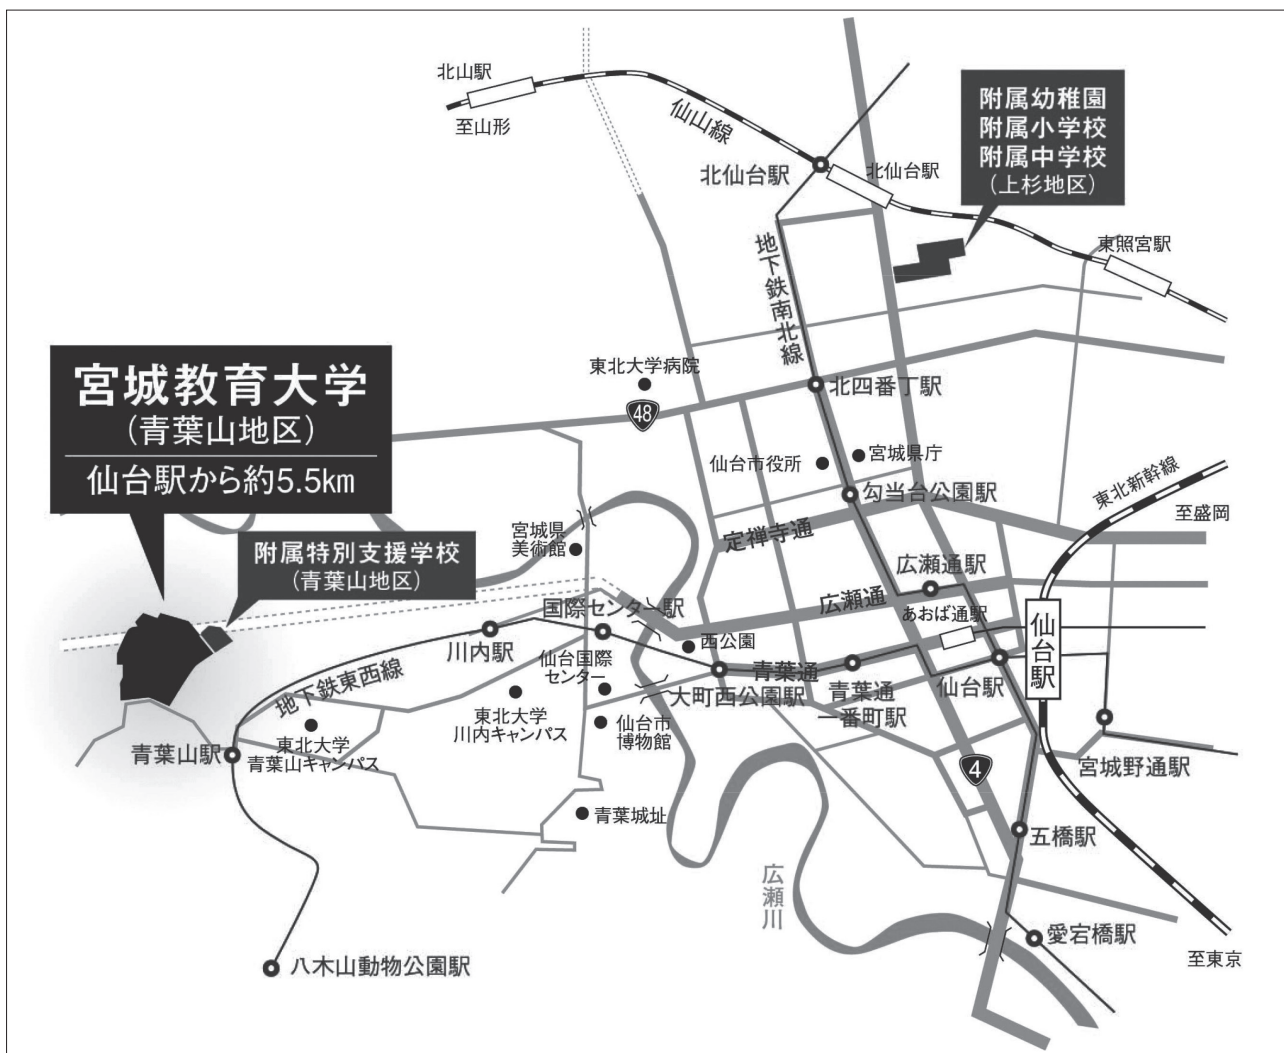 北山駅
至山形
仙山線
北仙台駅
北仙台駅
附属幼稚園
附属小学校
附属中学校
(上杉地区)
東照宮駅
地下鉄南北線
宮城教育大学
(青葉山地区)
仙台駅から約5.5km
東北大学病院
48
北四番丁駅
仙台市役所
宮城県庁
勾当台公園駅
東北新幹線
至盛岡
宮城県
美術館
定禅寺通
附属特別支援学校
(青葉山地区)
広瀬通駅
広瀬通
あおば通駅
国際センター駅
西公園
仙台駅
川内駅
仙台国際
センター
青葉通
大町西公園駅
青葉通
一番町駅
仙台駅
地下鉄東西線
東北大学
川内キャンパス
仙台市
博物館
青葉山駅
東北大学
青葉山キャンパス
4
宮城野通駅
青葉城址
五橋駅
広瀬川
愛宕橋駅
至東京
八木山動物公園駅